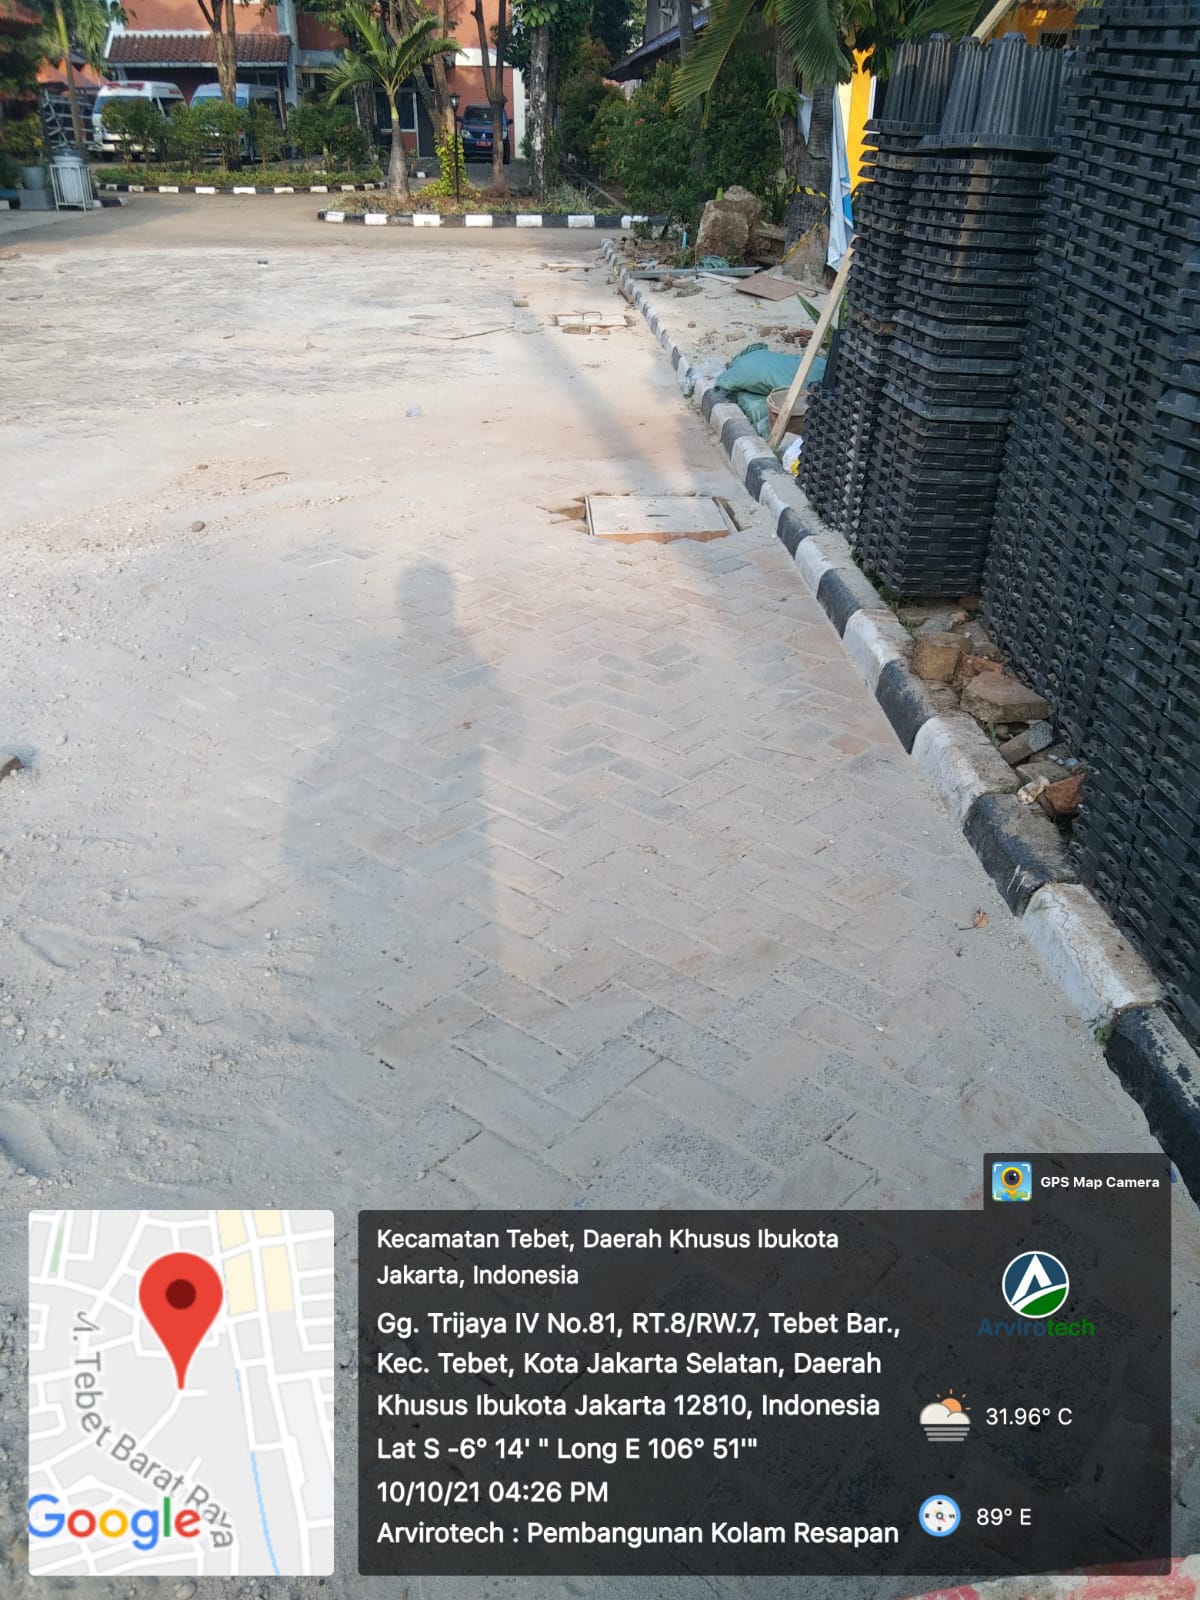 GPS Map Camera
Kecamatan Tebet, Daerah Khusus Ibukota
Jakarta, Indonesia
Gg. Trijaya IV No.81, RT.8/RW.7, Tebet Bar.,
Kec. Tebet, Kota Jakarta Selatan, Daerah
Khusus Ibukota Jakarta 12810, Indonesia
Lat S -6° 14' " Long E 106° 51'"
10/10/21 04:26 PM
Arvirotech : Pembangunan Kolam Resapan
Arvirotech
31.96° C
89° E
Jl. Tebet Barat Raya
Google